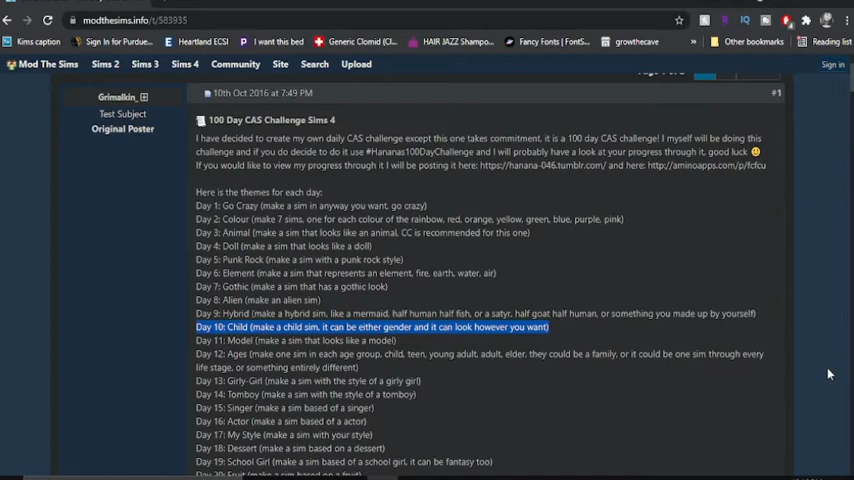 modthesims.info/t/583935
Kims caption
Sign In for Purdue...
Heartland ECSI
I want this bed
Generic Clomid (Cl...
HAIR JAZZ Shampo...
Fancy Fonts | FontS...
growthecave
»
Other bookmarks
Reading list
Mod The Sims
Sims 2
Sims 3
Sims 4
Community
Site
Search
Upload
Sign in
Grimalkin_
Test Subject
Original Poster
10th Oct 2016 at 7:49 PM
#1
100 Day CAS Challenge Sims 4
I have decided to create my own daily CAS challenge except this one takes commitment, it is a 100 day CAS challenge! I myself will be doing this
challenge and if you do decide to do it use #Hananas100DayChallenge and I will probably have a look at your progress through it, good luck
If you would like to view my progress through it I will be posting it here: https://hanana-046.tumblr.com/ and here: http://aminoapps.com/p/fcfcu
Here is the themes for each day:
Day 1: Go Crazy (make a sim in anyway you want, go crazy)
Day 2: Colour (make 7 sims, one for each colour of the rainbow, red, orange, yellow, green, blue, purple, pink)
Day 3: Animal (make a sim that looks like an animal, CC is recommended for this one)
Day 4: Doll (make a sim that looks like a doll)
Day 5: Punk Rock (make a sim with a punk rock style)
Day 6: Element (make a sim that represents an element, fire, earth, water, air)
Day 7: Gothic (make a sim that has a gothic look)
Day 8: Alien (make an alien sim)
Day 9: Hybrid (make a hybrid sim, like a mermaid, half human half fish, or a satyr, half goat half human, or something you made up by yourself)
Day 10: Child (make a child sim, it can be either gender and it can look however you want)
Day 11: Model (make a sim that looks like a model)
Day 12: Ages (make one sim in each age group, child, teen, young adult, adult, elder, they could be a family, or it could be one sim through every
life stage, or something entirely different)
Day 13: Girly-Girl (make a sim with the style of a girly girl)
Day 14: Tomboy (make a sim with the style of a tomboy)
Day 15: Singer (make a sim based of a singer)
Day 16: Actor (make a sim based of a actor)
Day 17: My Style (make a sim with your style)
Day 18: Dessert (make a sim based on a dessert)
Day 19: School Girl (make a sim based of a school girl, it can be fantasy too)
Day 20: Fruit (make a sim based on a fruit)